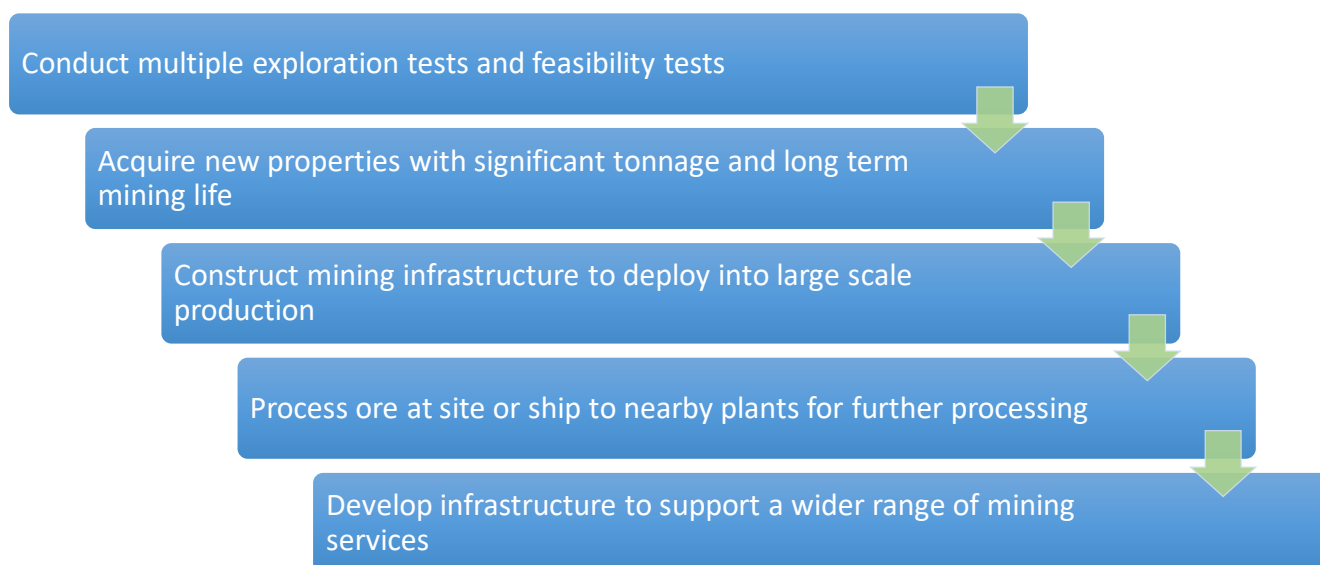 Conduct multiple exploration tests and feasibility tests
Acquire new properties with significant tonnage and long term
mining life
Construct mining infrastructure to deploy into large scale
production
Process ore at site or ship to nearby plants for further processing
Develop infrastructure to support a wider range of mining
services